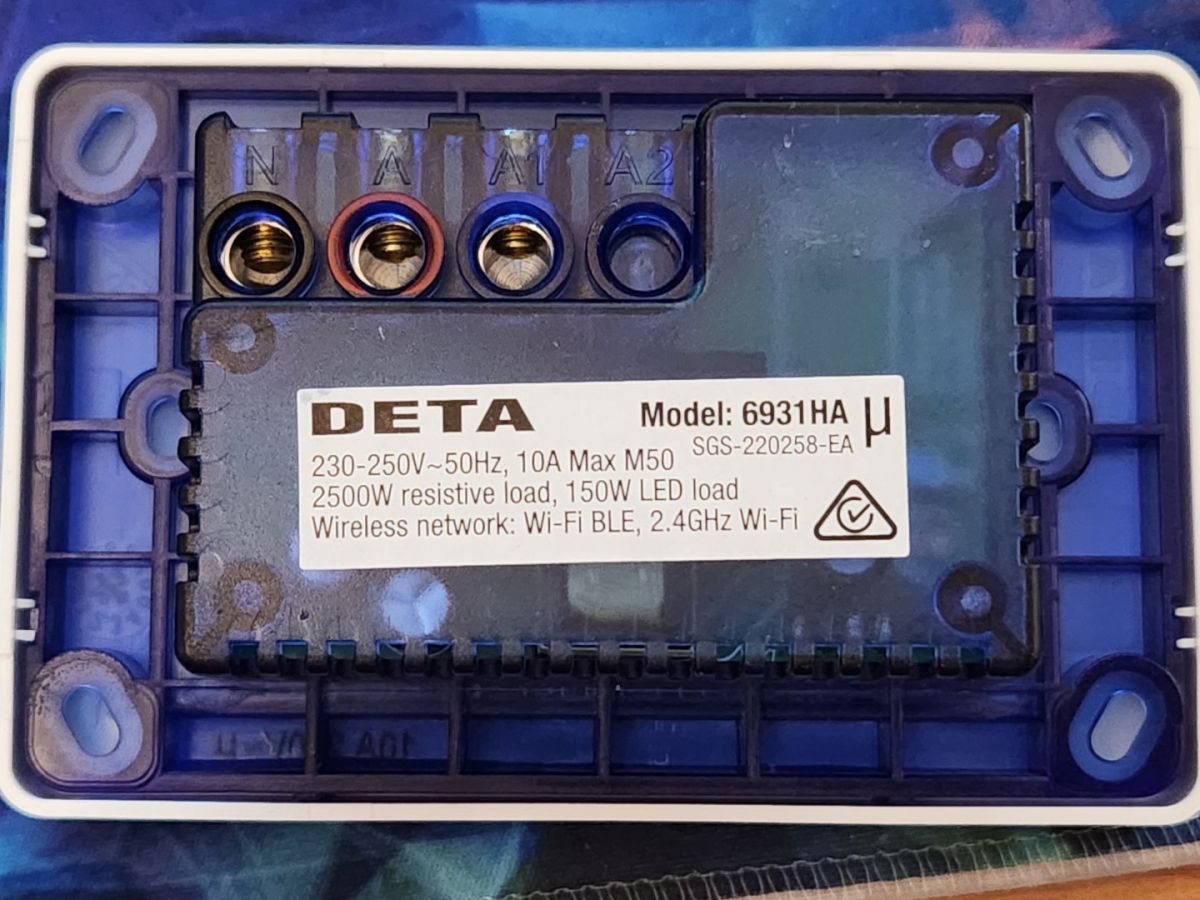 N A A1 A2
DETA Model: 6931HA µ
SGS-220258-EA
230-250V~50Hz, 10A Max M50
2500W resistive load, 150W LED load
Wireless network: Wi-Fi BLE, 2.4GHz Wi-Fi